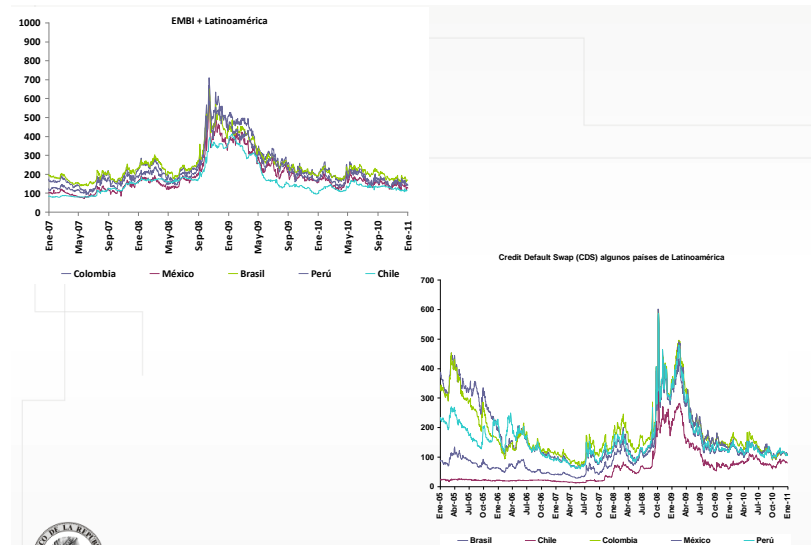 EMBI + Latinoamérica
1000
900
800
700
600
500
400
300
200
100
0
Ene-07 May-07 Sep-07 Ene-08 May-08 Sep-08 Ene-09 May-09 Sep-09 Ene-10 May-10 Sep-10 Ene-11
Colombia México Brasil Perú Chile
Credit Default Swap (CDS) algunos países de Latinoamérica
700
600
500
400
300
200
100
0
Ene-05 Abr-05 Jul-05 Oct-05 Ene-06 Abr-06 Jul-06 Oct-06 Ene-07 Abr-07 Jul-07 Oct-07 Ene-08 Abr-08 Jul-08 Oct-08 Ene-09 Abr-09 Jul-09 Oct-09 Ene-10 Abr-10 Jul-10 Oct-10 Ene-11
Brasil Chile Colombia México Perú
CO DE LA REPÚB